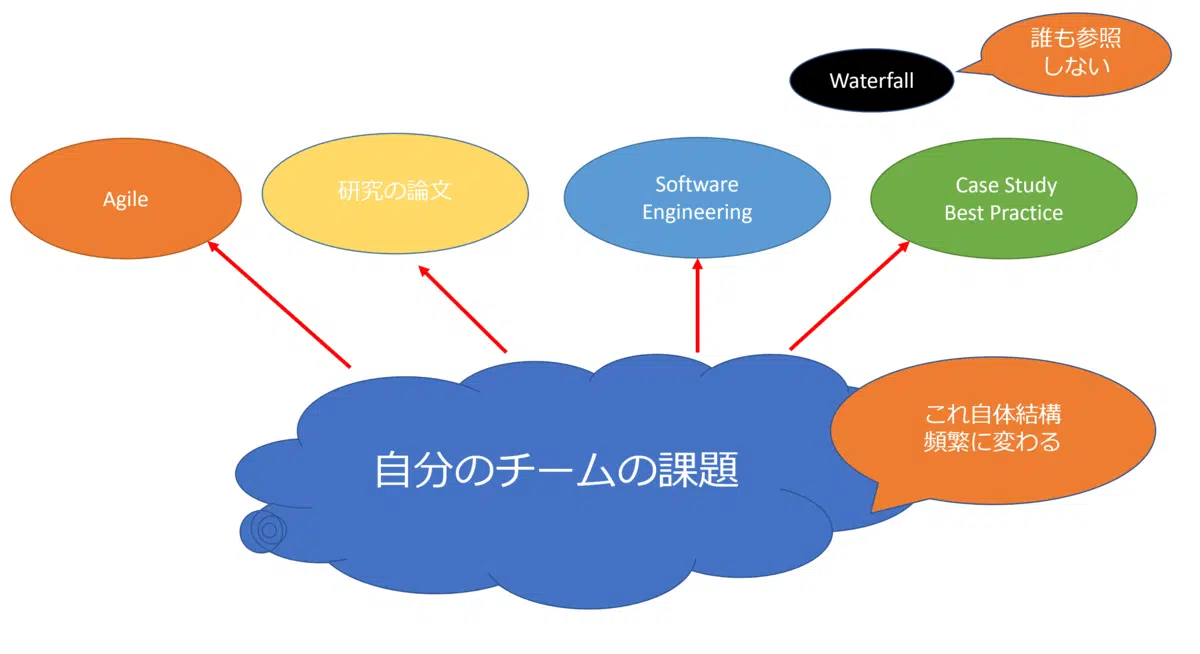 誰も参照
しない
Waterfall
Agile
研究の論文
Software
Engineering
Case Study
Best Practice
自分のチームの課題
これ自体結構
頻繁に変わる